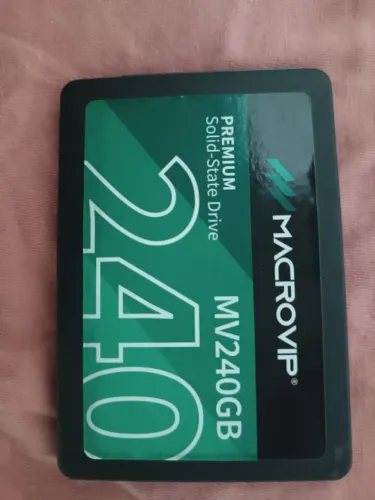 MACROVIP®
PREMIUM
Solid-State Drive
MV240GB
240